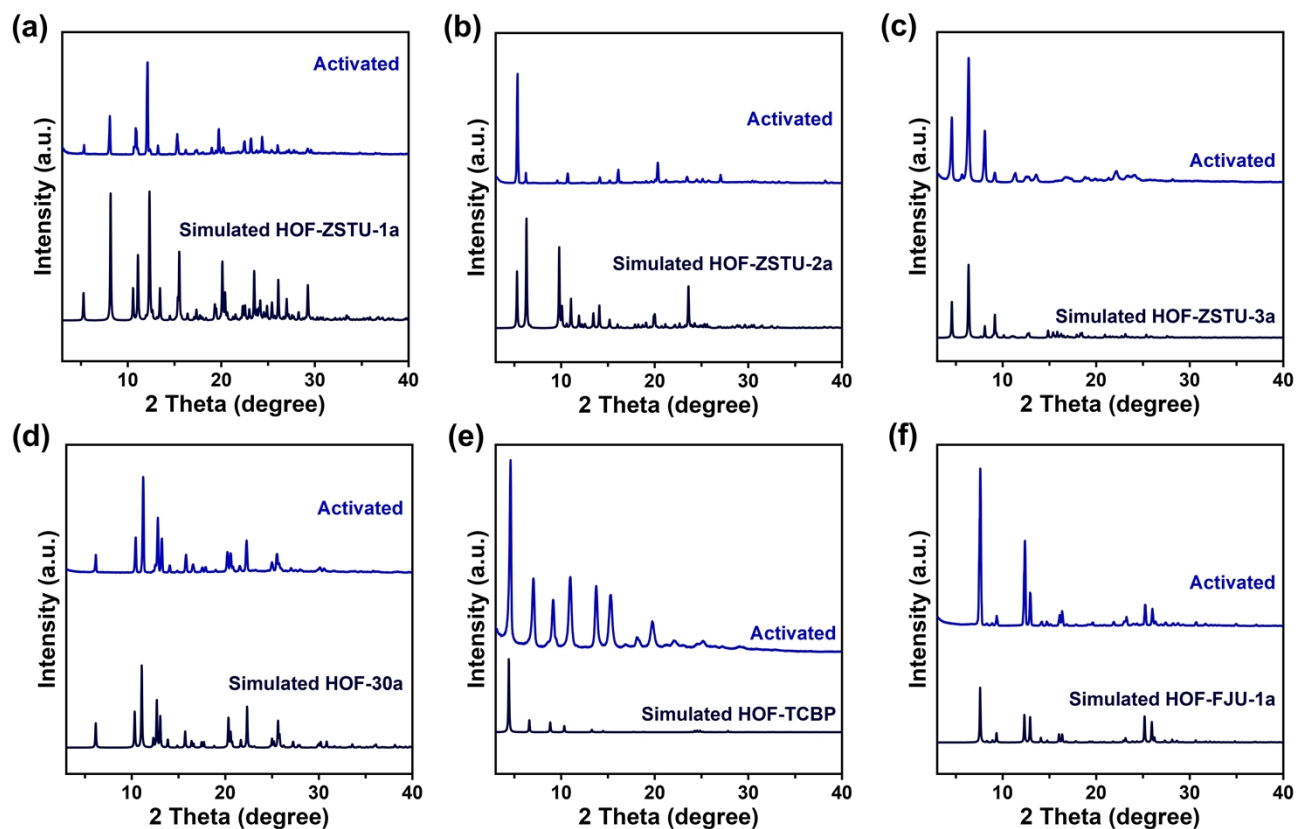 (a)
Activated
Simulated HOF-ZSTU-1a
Intensity (a.u.)
10 20 30 40
2 Theta (degree)
(b)
Activated
Simulated HOF-ZSTU-2a
Intensity (a.u.)
10 20 30 40
2 Theta (degree)
(c)
Activated
Simulated HOF-ZSTU-3a
Intensity (a.u.)
10 20 30 40
2 Theta (degree)
(d)
Activated
Simulated HOF-30a
Intensity (a.u.)
10 20 30 40
2 Theta (degree)
(e)
Activated
Simulated HOF-TCBP
Intensity (a.u.)
10 20 30 40
2 Theta (degree)
(f)
Activated
Simulated HOF-FJU-1a
Intensity (a.u.)
10 20 30 40
2 Theta (degree)